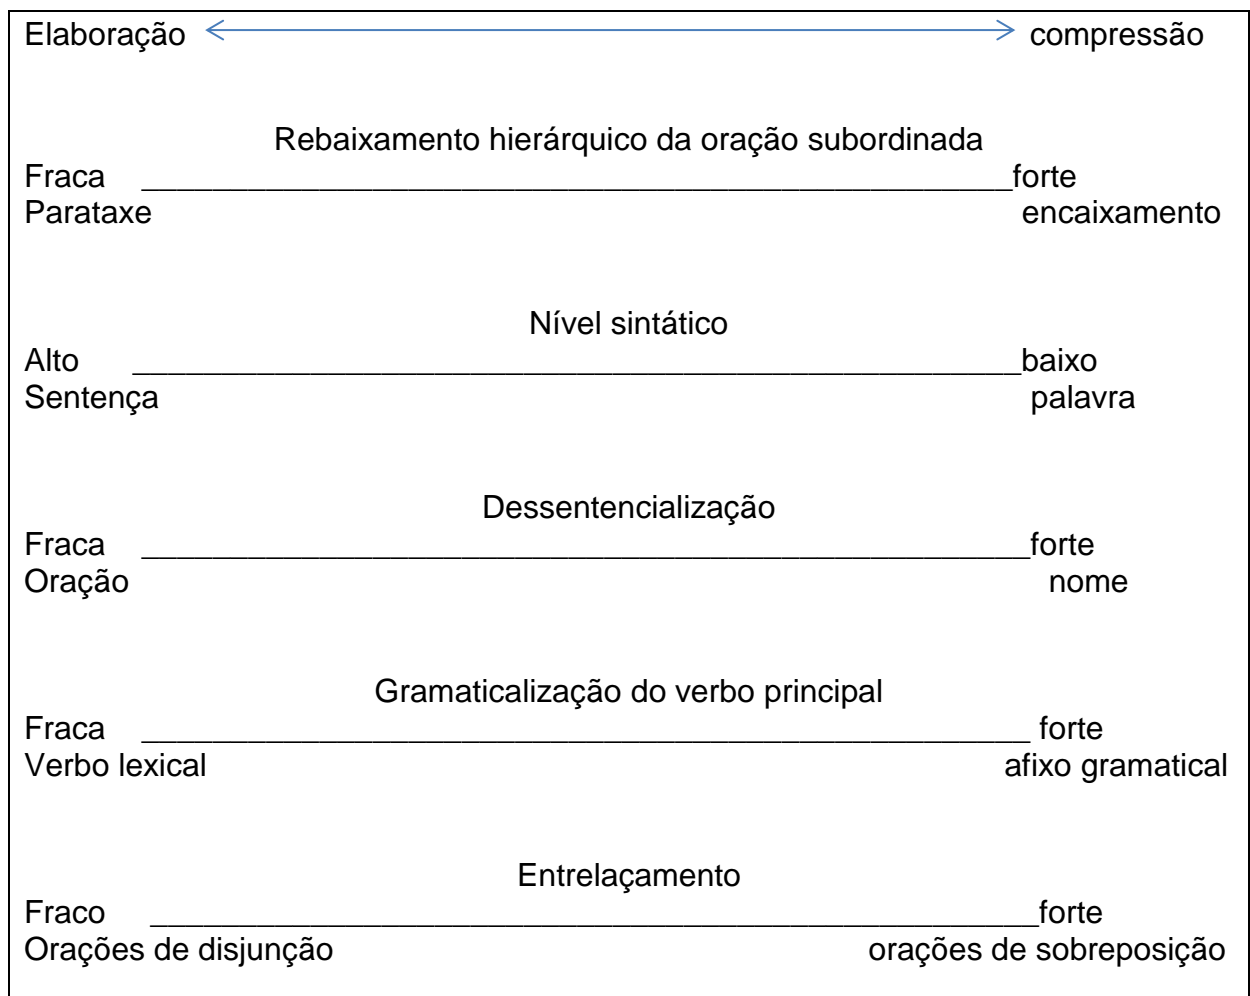 Elaboração compressão
Rebaixamento hierárquico da oração subordinada
Fraca forte
Parataxe encaixamento
Nível sintático
Alto baixo
Sentença palavra
Dessentencialização
Fraca forte
Oração nome
Gramaticalização do verbo principal
Fraca forte
Verbo lexical afixo gramatical
Entrelaçamento
Fraco forte
Orações de disjunção orações de sobreposição